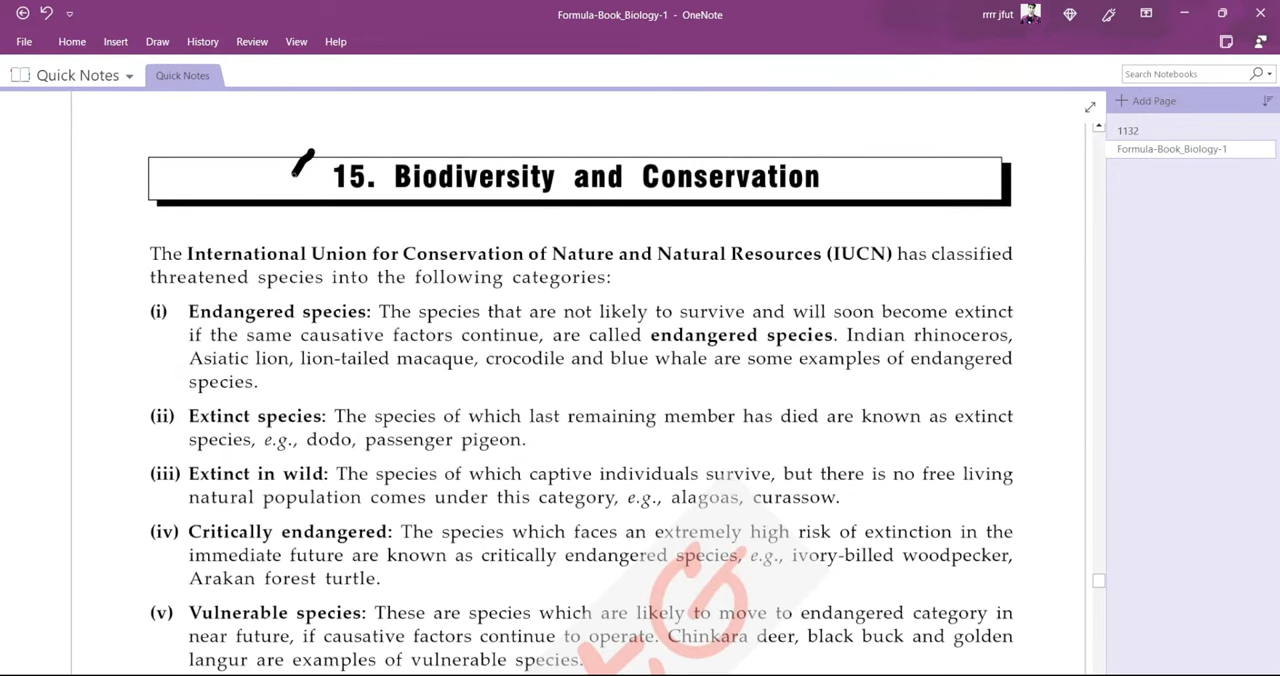 Formula-Book_Biology-1 - OneNote
rrrr jfut
File Home Insert Draw History Review View Help
Quick Notes
Quick Notes
Search Notebooks
Add Page
1132
Formula-Book_Biology-1
15. Biodiversity and Conservation
The International Union for Conservation of Nature and Natural Resources (IUCN) has classified
threatened species into the following categories:
(i) Endangered species: The species that are not likely to survive and will soon become extinct
if the same causative factors continue, are called endangered species. Indian rhinoceros,
Asiatic lion, lion-tailed macaque, crocodile and blue whale are some examples of endangered
species.
(ii) Extinct species: The species of which last remaining member has died are known as extinct
species, e.g., dodo, passenger pigeon.
(iii) Extinct in wild: The species of which captive individuals survive, but there is no free living
natural population comes under this category, e.g., alagoas, curassow.
(iv) Critically endangered: The species which faces an extremely high risk of extinction in the
immediate future are known as critically endangered species, e.g., ivory-billed woodpecker,
Arakan forest turtle.
(v) Vulnerable species: These are species which are likely to move to endangered category in
near future, if causative factors continue to operate. Chinkara deer, black buck and golden
langur are examples of vulnerable species.